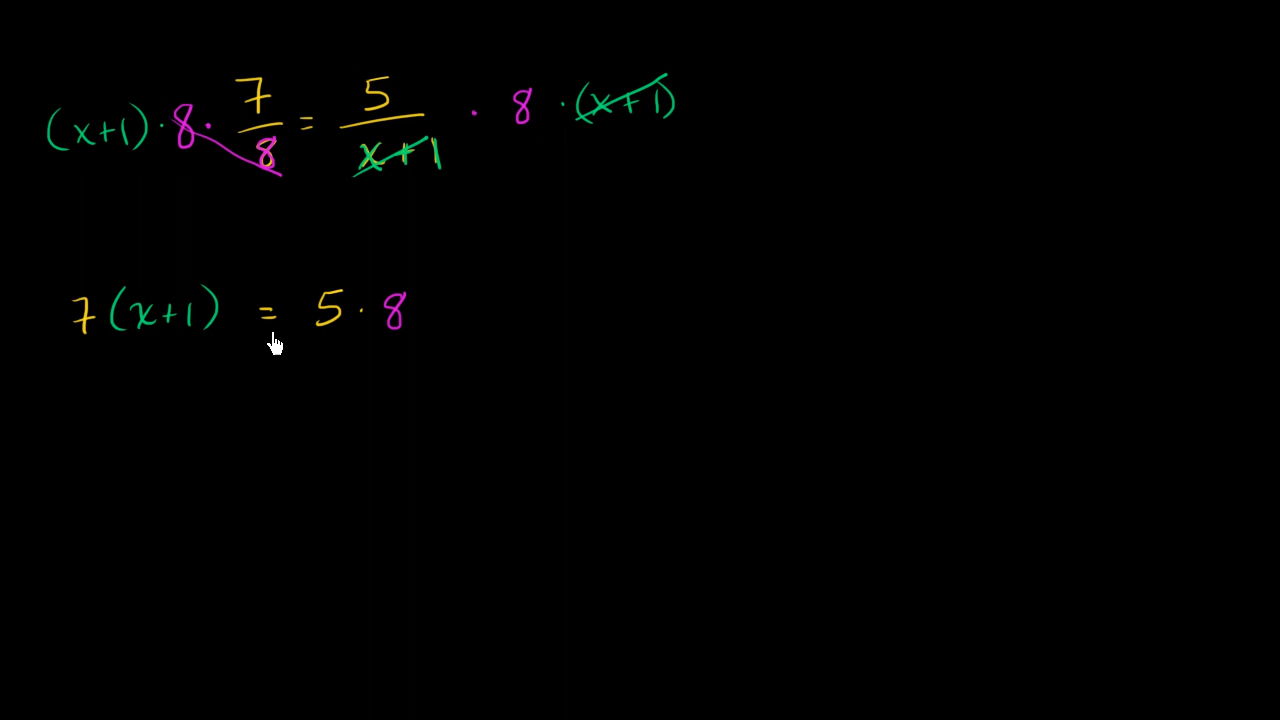 (x+1) · 8 · 7/8 = 5/x+1 · 8 · (x+1)
7(x+1) = 5 · 8